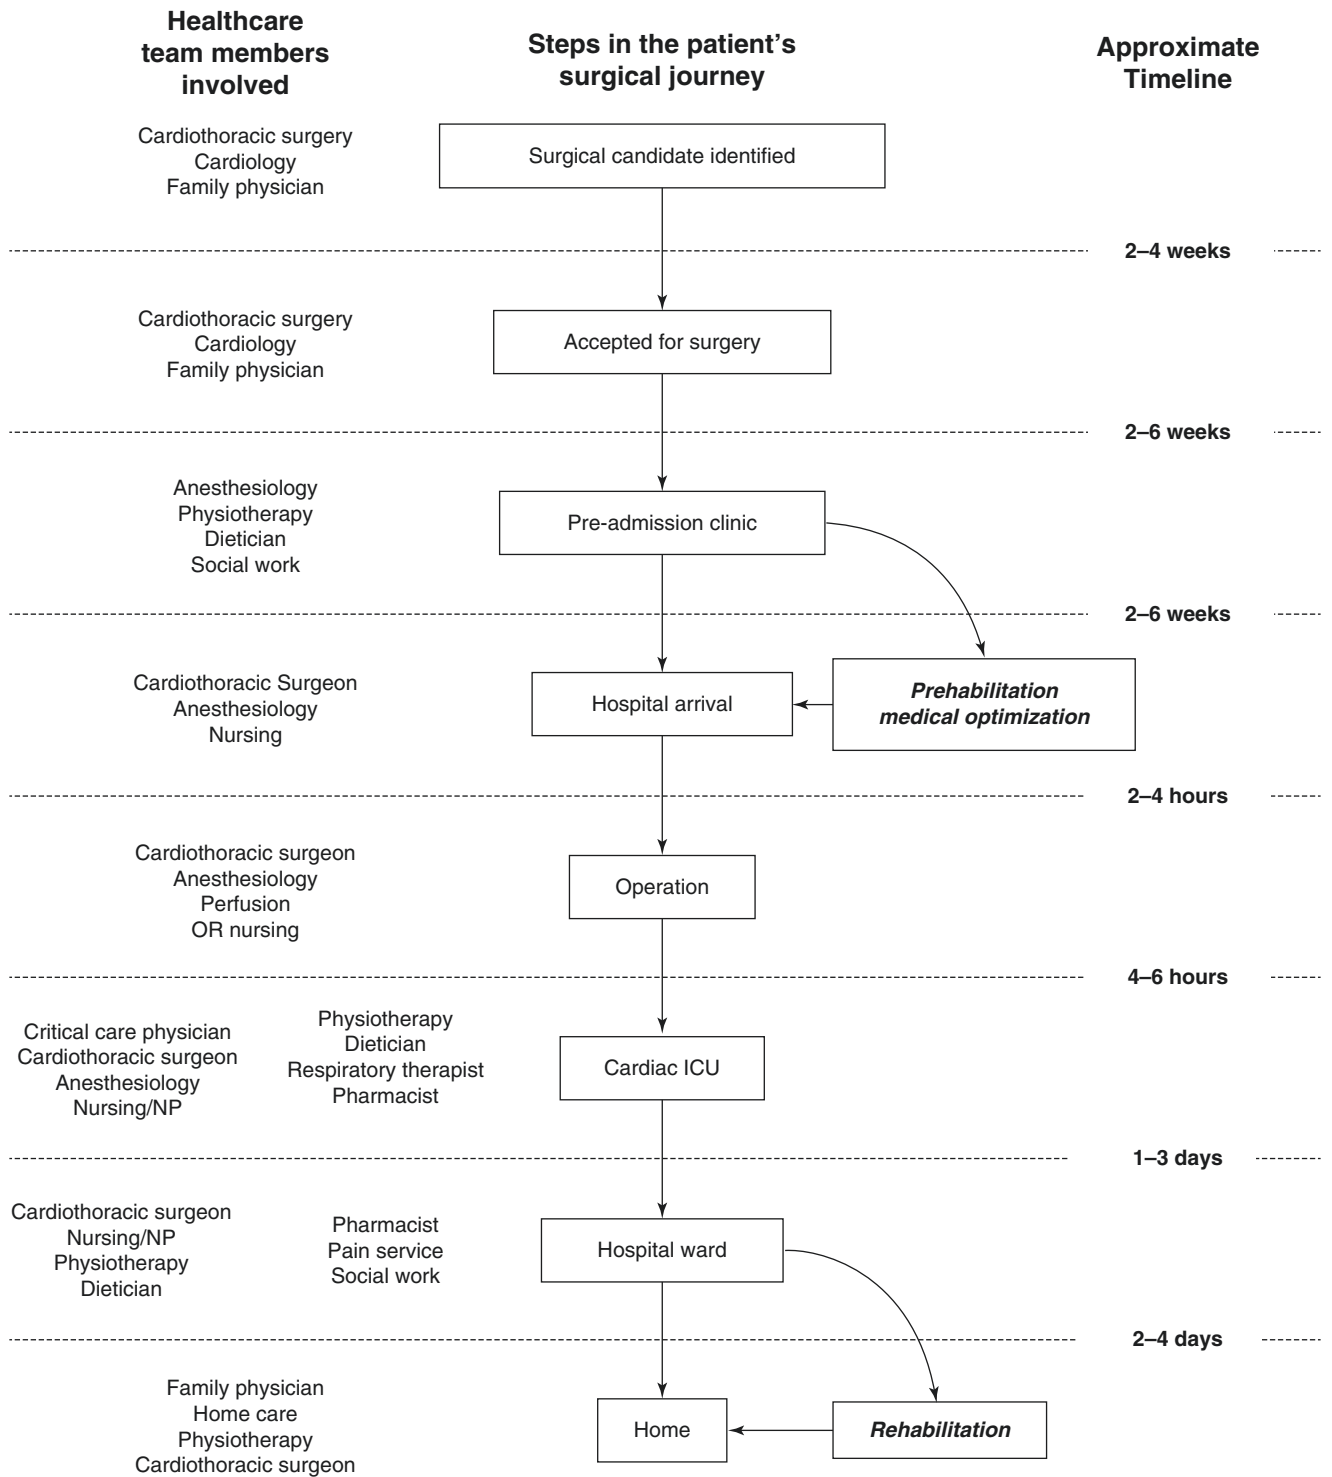 Healthcare
team members
involved
Steps in the patient’s
surgical journey
Approximate
Timeline
Cardiothoracic surgery
Cardiology
Family physician
Surgical candidate identified
2–4 weeks
Cardiothoracic surgery
Cardiology
Family physician
Accepted for surgery
2–6 weeks
Anesthesiology
Physiotherapy
Dietician
Social work
Pre-admission clinic
2–6 weeks
Cardiothoracic Surgeon
Anesthesiology
Nursing
Hospital arrival
Prehabilitation
medical optimization
2–4 hours
Cardiothoracic surgeon
Anesthesiology
Perfusion
OR nursing
Operation
4–6 hours
Critical care physician
Cardiothoracic surgeon
Anesthesiology
Nursing/NP
Physiotherapy
Dietician
Respiratory therapist
Pharmacist
Cardiac ICU
1–3 days
Cardiothoracic surgeon
Nursing/NP
Physiotherapy
Dietician
Pharmacist
Pain service
Social work
Hospital ward
2–4 days
Family physician
Home care
Physiotherapy
Cardiothoracic surgeon
Home
Rehabilitation